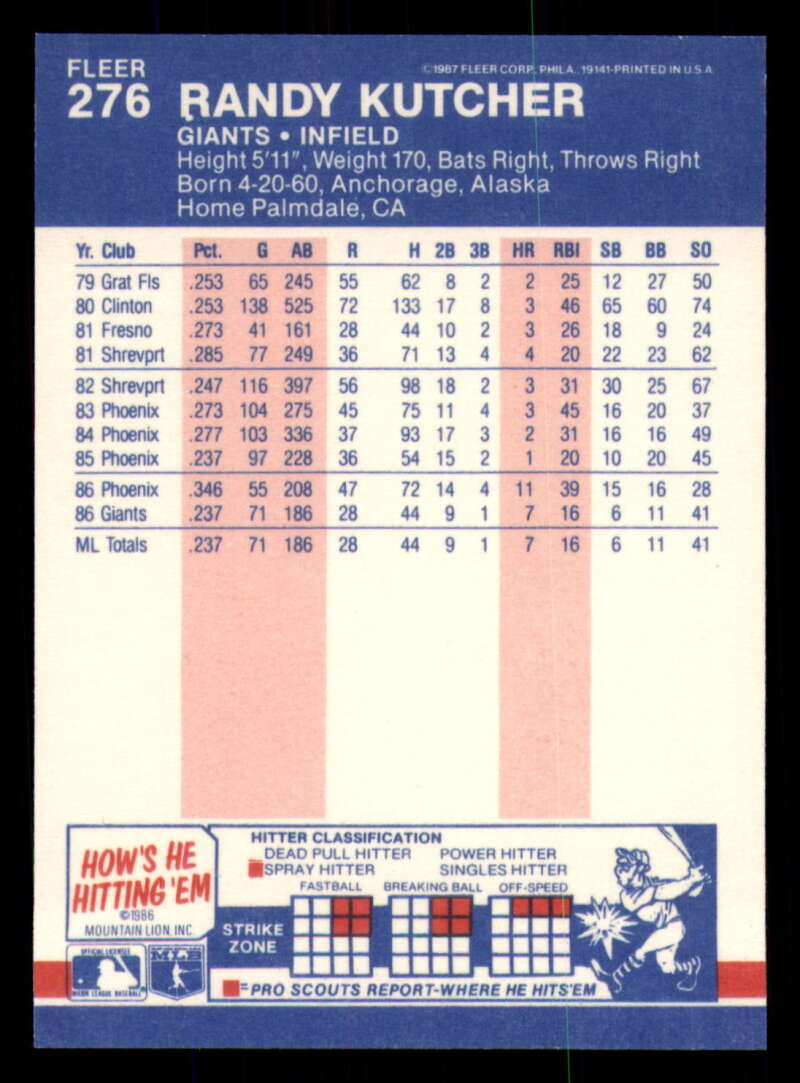 FLEER
©1987 FLEER CORP. PHILA. 19141-PRINTED IN U.S.A.
276 RANDY KUTCHER
GIANTS • INFIELD
Height 5'11", Weight 170, Bats Right, Throws Right
Born 4-20-60, Anchorage, Alaska
Home Palmdale, CA
Yr. Club Pct. G AB R H 2B 3B HR RBI SB BB SO
79 Grat Fls .253 65 245 55 62 8 2 2 25 12 27 50
80 Clinton .253 138 525 72 133 17 8 3 46 65 60 74
81 Fresno .273 41 161 28 44 10 2 3 26 18 9 24
81 Shrevprt .285 77 249 36 71 13 4 4 20 22 23 62
82 Shrevprt .247 116 397 56 98 18 2 3 31 30 25 67
83 Phoenix .273 104 275 45 75 11 4 3 45 16 20 37
84 Phoenix .277 103 336 37 93 17 3 2 31 16 16 49
85 Phoenix .237 97 228 36 54 15 2 1 20 10 20 45
86 Phoenix .346 55 208 47 72 14 4 11 39 15 16 28
86 Giants .237 71 186 28 44 9 1 7 16 6 11 41
ML Totals .237 71 186 28 44 9 1 7 16 6 11 41
HOW'S HE
HITTING 'EM
©1986
MOUNTAIN LION, INC.
OFFICIAL LICENSEE
MAJOR LEAGUE BASEBALL
MLB
HITTER CLASSIFICATION
DEAD PULL HITTER POWER HITTER
SPRAY HITTER SINGLES HITTER
FASTBALL BREAKING BALL OFF-SPEED
STRIKE
ZONE
=PRO SCOUTS REPORT-WHERE HE HITS'EM